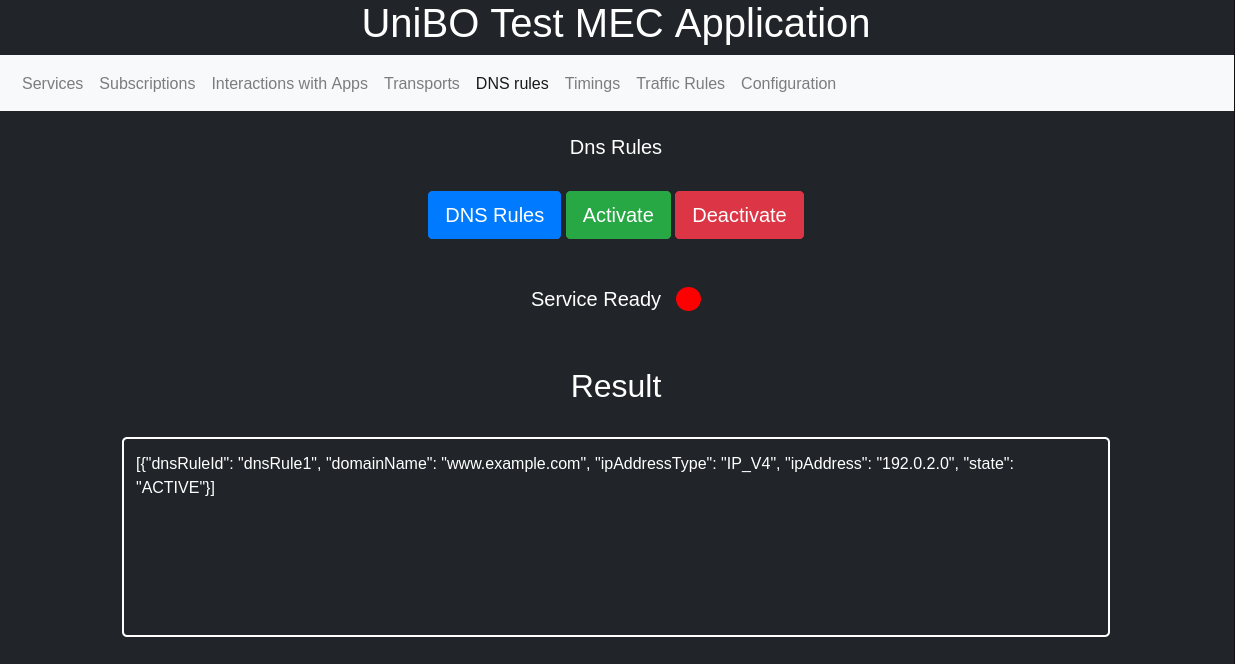 UniBO Test MEC Application
Services Subscriptions Interactions with Apps Transports DNS rules Timings Traffic Rules Configuration
Dns Rules
DNS Rules Activate Deactivate
Service Ready
Result
[{"dnsRuleId": "dnsRule1", "domainName": "www.example.com", "ipAddressType": "IP_V4", "ipAddress": "192.0.2.0", "state":
"ACTIVE"}]